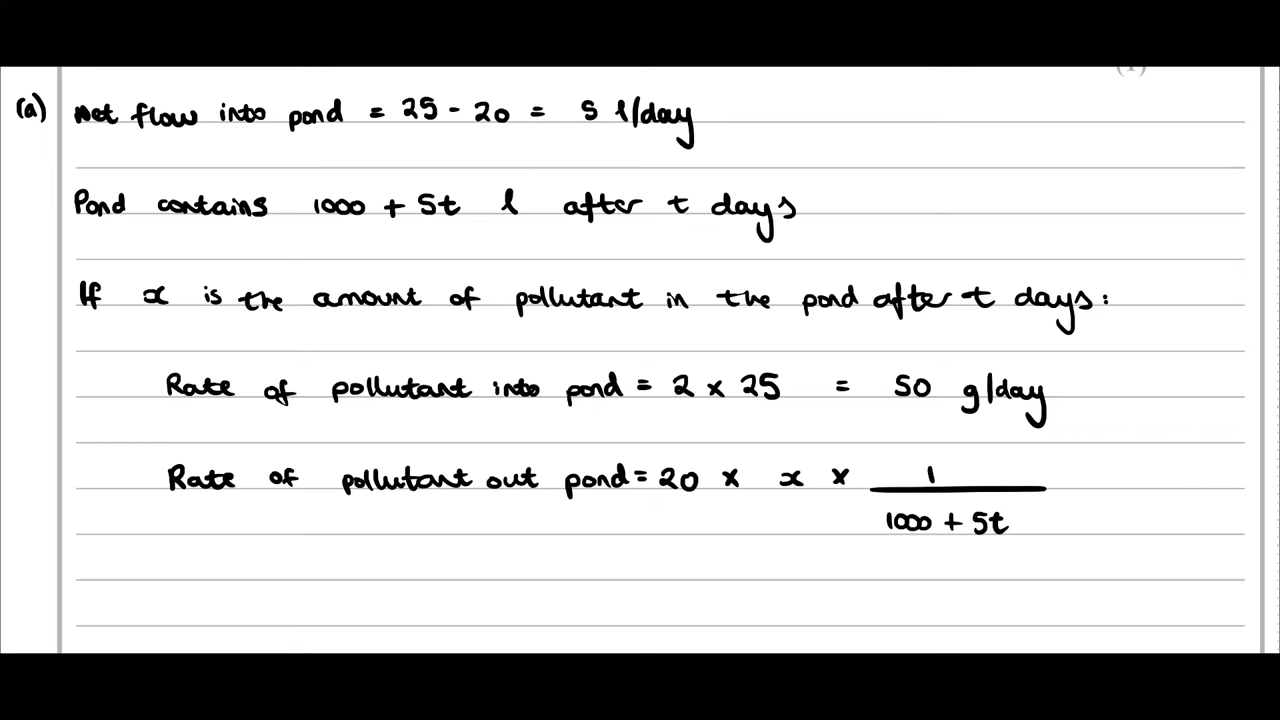 (a) Net flow into pond = 25 - 20 = 5 l/day
Pond contains 1000 + 5t l after t days
If x is the amount of pollutant in the pond after t days:
Rate of pollutant into pond = 2 x 25 = 50 g/day
Rate of pollutant out pond = 20 x x x 1
1000 + 5t